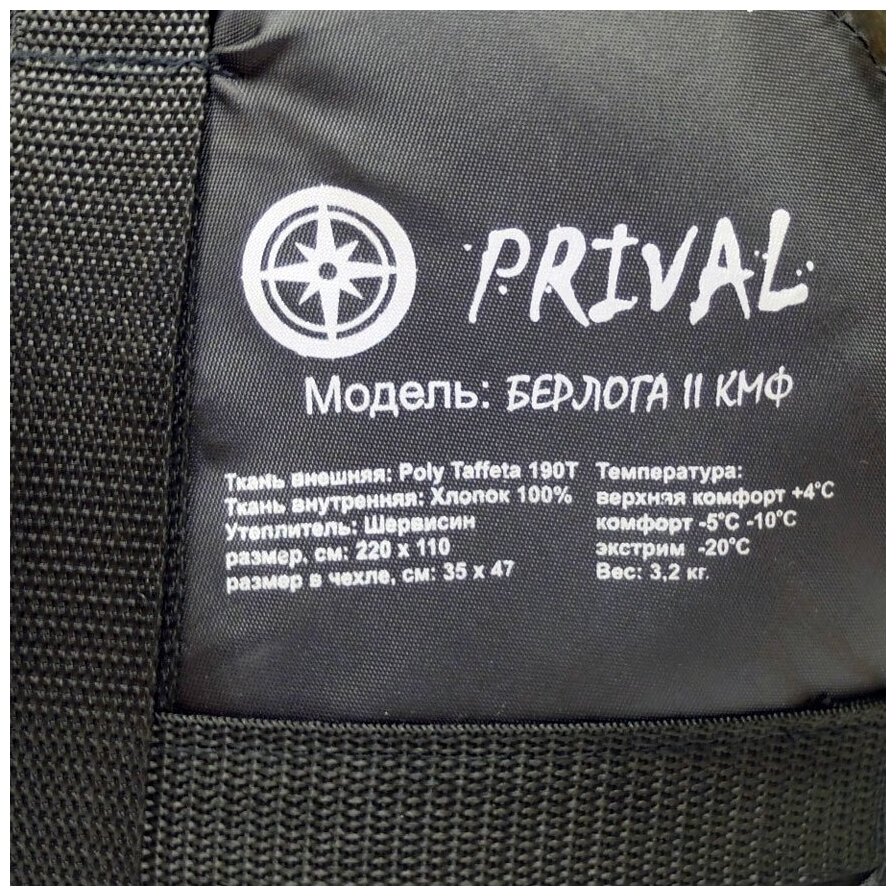 PRIVAL
Модель: БЕРЛОГА II КМФ
Ткань внешняя: Poly Taffeta 190T
Ткань внутренняя: Хлопок 100%
Утеплитель: Шервисин
размер, см: 220 x 110
размер в чехле, см: 35 x 47
Температура:
верхняя комфорт +4°C
комфорт -5°C -10°C
экстрим -20°C
Вес: 3,2 кг.